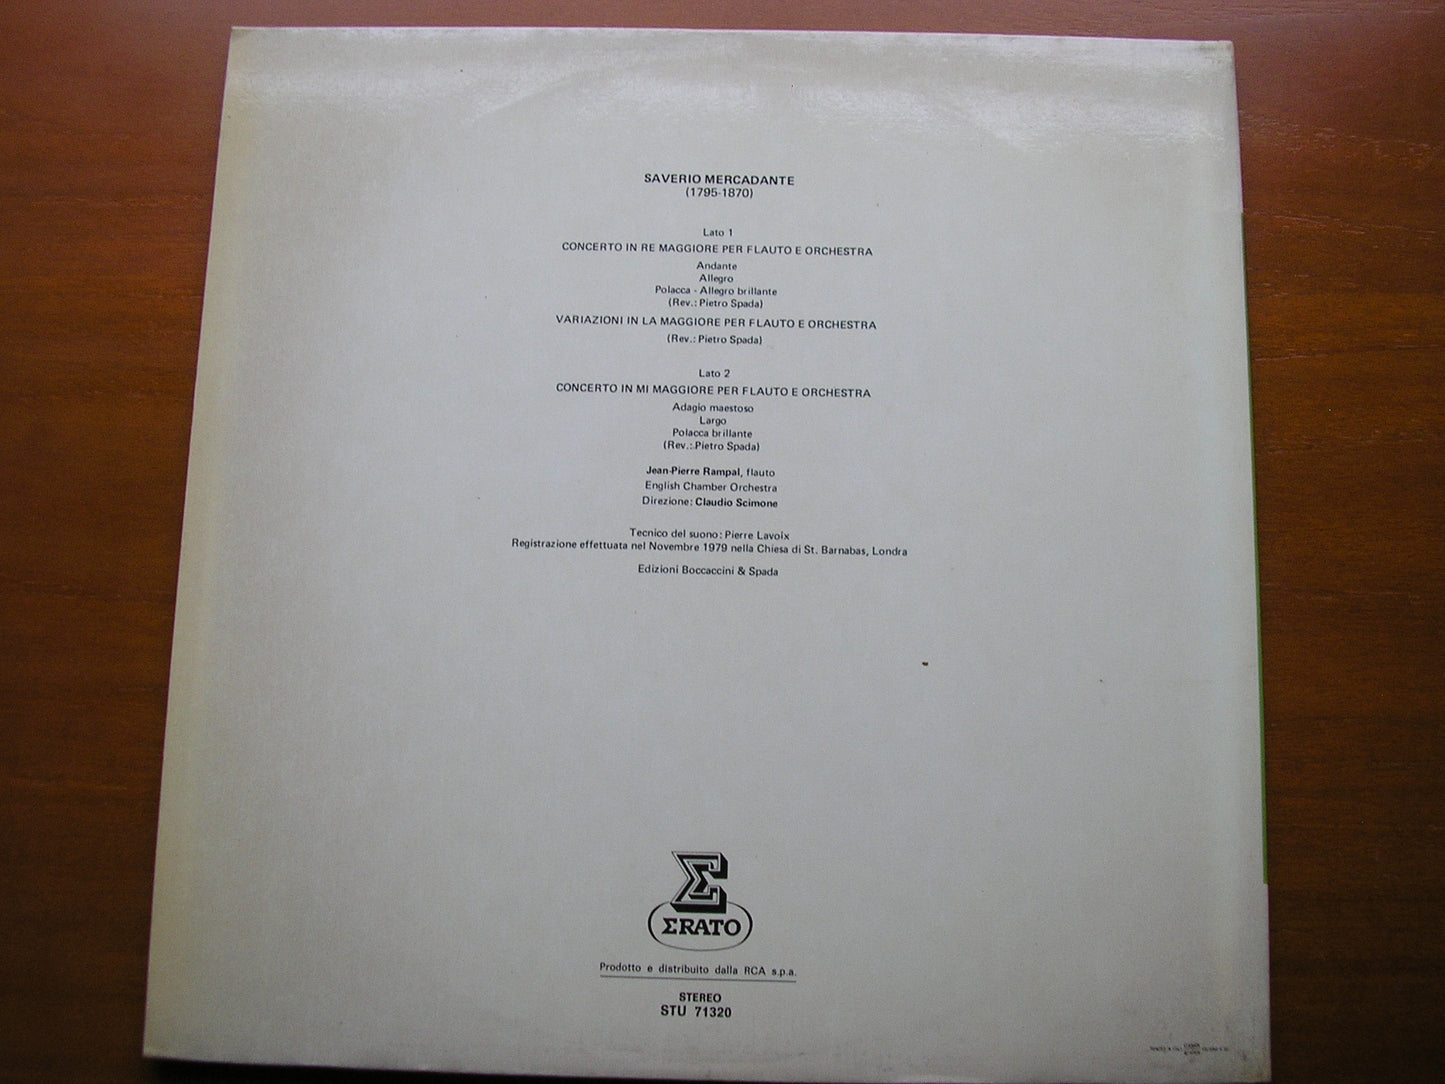 SAVERIO MERCADANTE
(1795-1870)
Lato 1
CONCERTO IN RE MAGGIORE PER FLAUTO E ORCHESTRA
Andante
Allegro
Polacca - Allegro brillante
(Rev.: Pietro Spada)
VARIAZIONI IN LA MAGGIORE PER FLAUTO E ORCHESTRA
(Rev.: Pietro Spada)
Lato 2
CONCERTO IN MI MAGGIORE PER FLAUTO E ORCHESTRA
Adagio maestoso
Largo
Polacca brillante
(Rev.: Pietro Spada)
Jean-Pierre Rampal, flauto
English Chamber Orchestra
Direzione: Claudio Scimone
Tecnico del suono: Pierre Lavoix
Registrazione effettuata nel Novembre 1979 nella Chiesa di St. Barnabas, Londra
Edizioni Boccaccini & Spada
Σ
ΣRATO
Prodotto e distribuito dalla RCA s.p.a.
STEREO
STU 71320